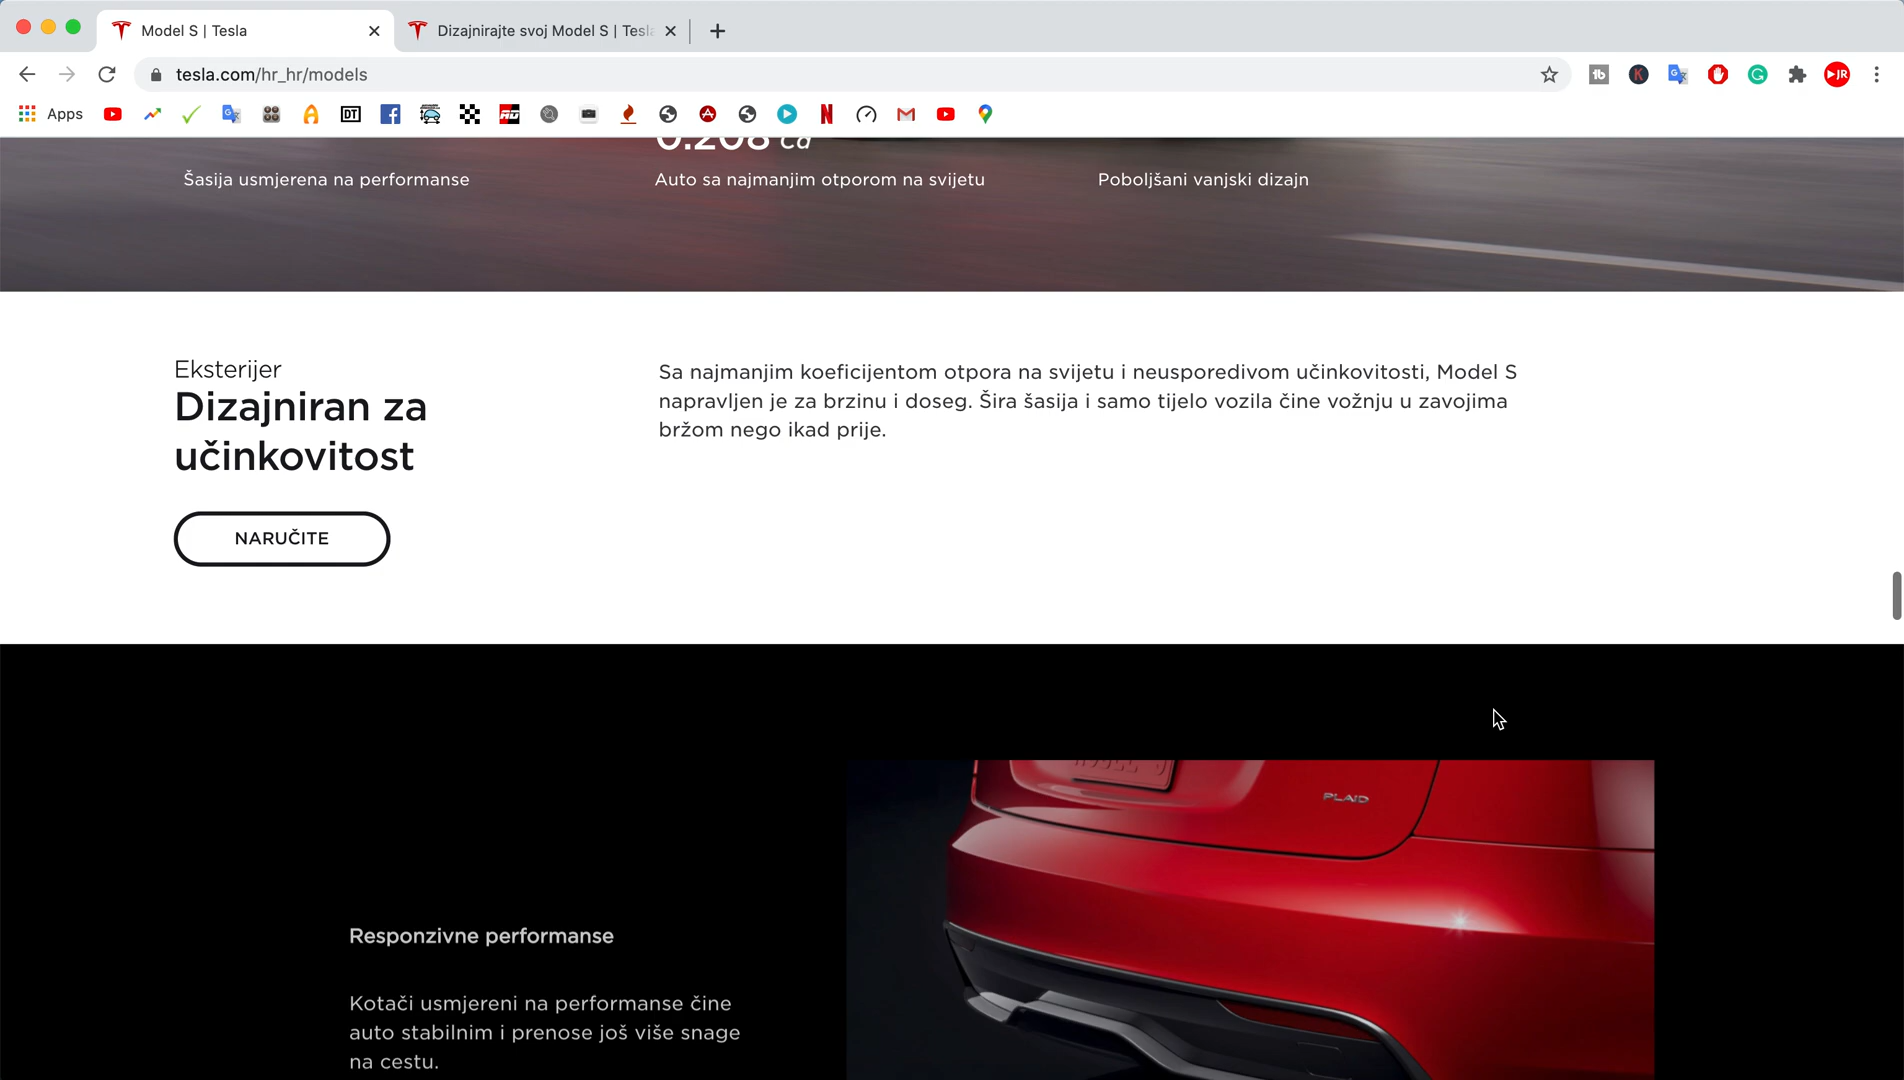 Model S | Tesla
Dizajnirajte svoj Model S | Tesl
tesla.com/hr_hr/models
Apps
0.208 Cd
Šasija usmjerena na performanse
Auto sa najmanjim otporom na svijetu
Poboljšani vanjski dizajn
Eksterijer
Dizajniran za
učinkovitost
NARUČITE
Sa najmanjim koeficijentom otpora na svijetu i neusporedivom učinkovitosti, Model S
napravljen je za brzinu i doseg. Šira šasija i samo tijelo vozila čine vožnju u zavojima
bržom nego ikad prije.
PLAID
Responzivne performanse
Kotači usmjereni na performanse čine
auto stabilnim i prenose još više snage
na cestu.